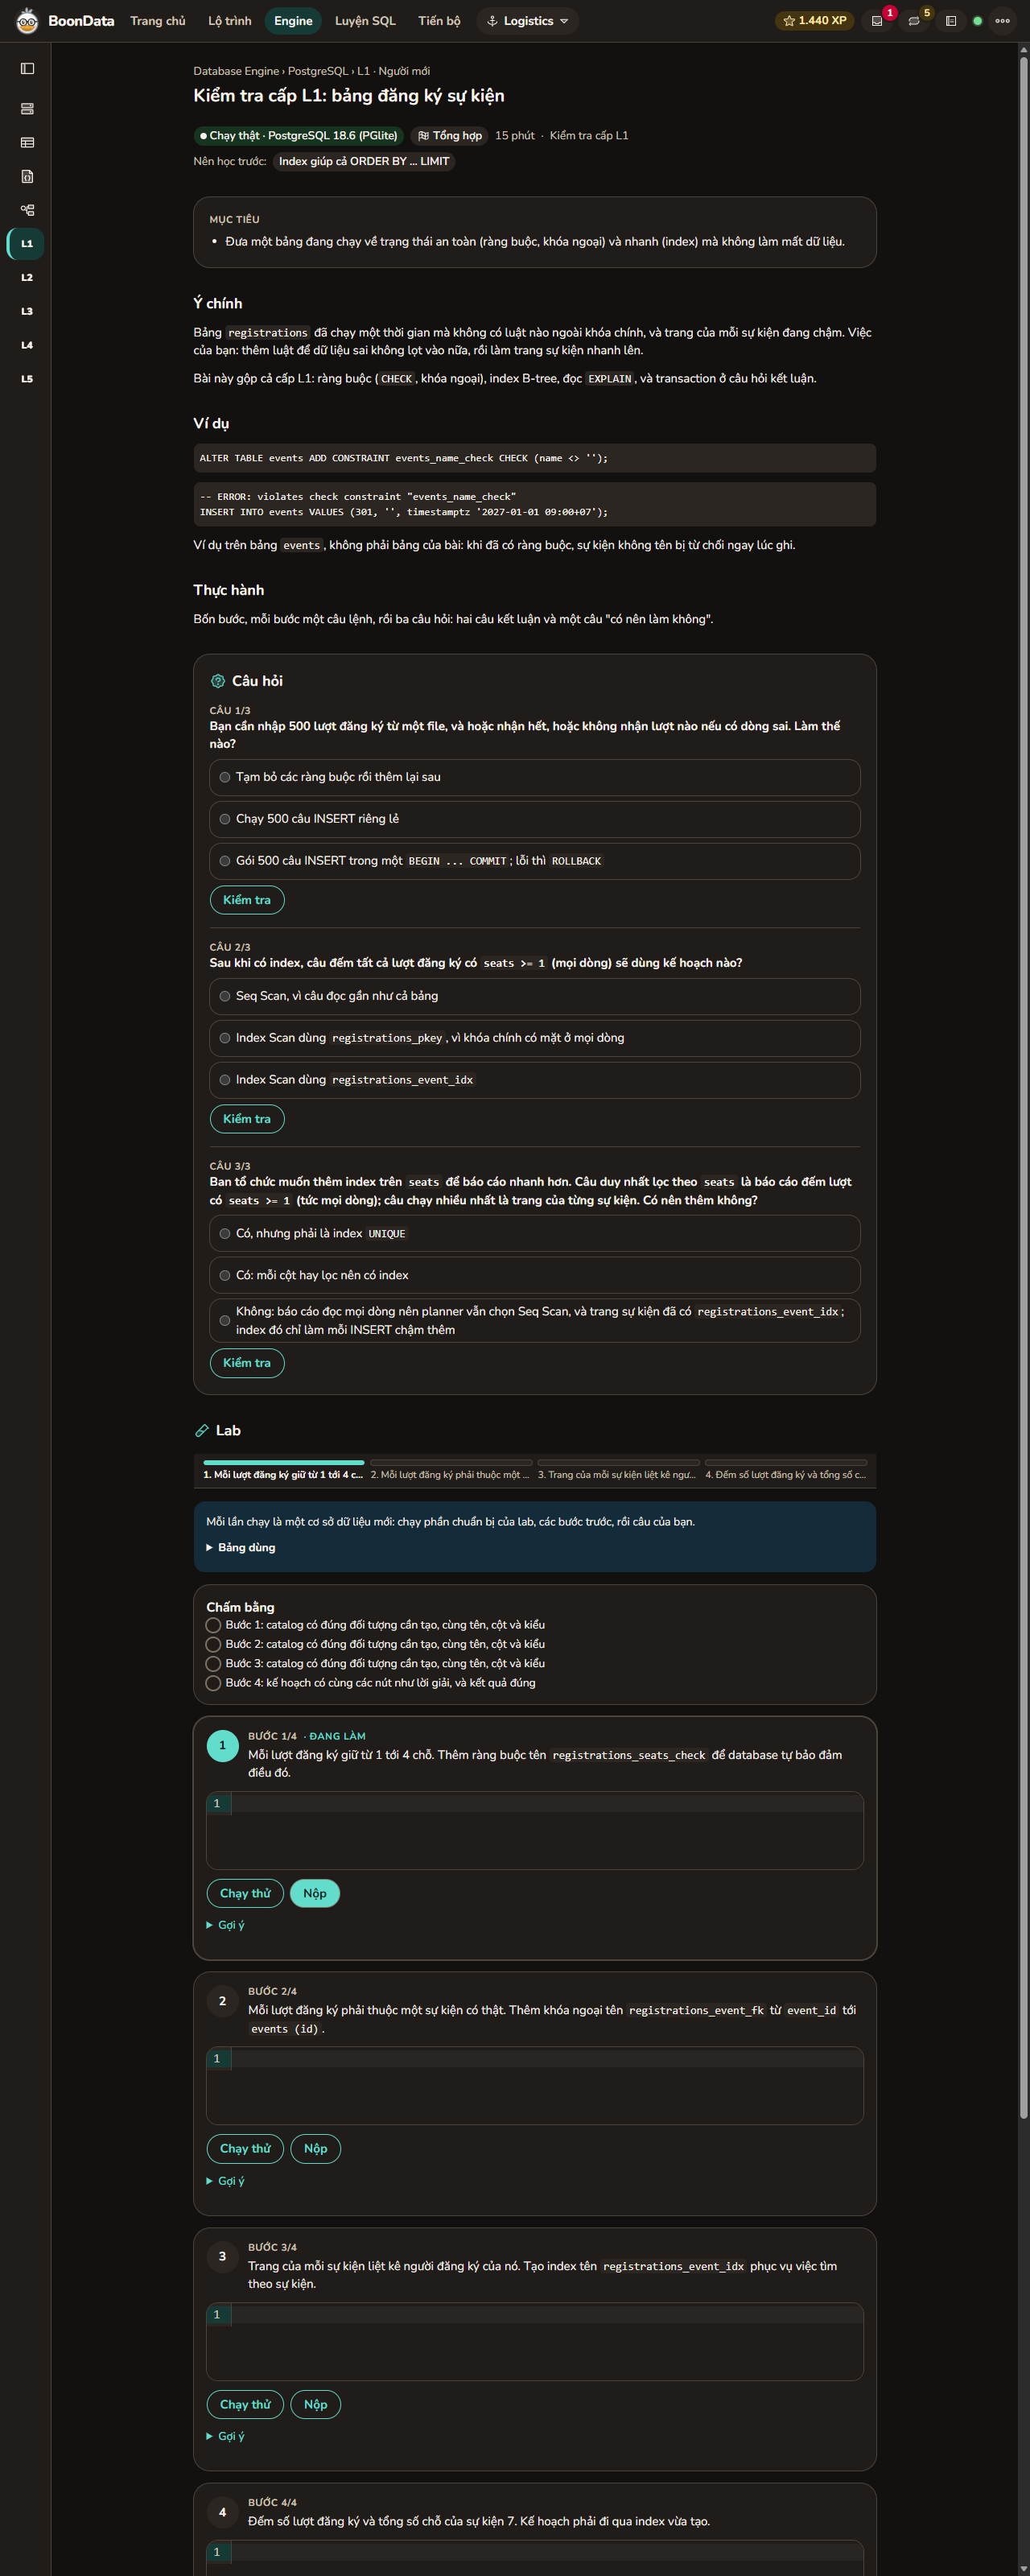 BoonData Trang chủ Lộ trình Engine Luyện SQL Tiến bộ Logistics 1.440 XP 1 5
L1
L2
L3
L4
L5
Database Engine › PostgreSQL › L1 · Người mới
Kiểm tra cấp L1: bảng đăng ký sự kiện
Chạy thật · PostgreSQL 18.6 (PGlite) Tổng hợp 15 phút · Kiểm tra cấp L1
Nên học trước: Index giúp cả ORDER BY ... LIMIT
MỤC TIÊU
• Đưa một bảng đang chạy về trạng thái an toàn (ràng buộc, khóa ngoại) và nhanh (index) mà không làm mất dữ liệu.
Ý chính
Bảng registrations đã chạy một thời gian mà không có luật nào ngoài khóa chính, và trang của mỗi sự kiện đang chậm. Việc
của bạn: thêm luật để dữ liệu sai không lọt vào nữa, rồi làm trang sự kiện nhanh lên.
Bài này gộp cả cấp L1: ràng buộc (CHECK, khóa ngoại), index B-tree, đọc EXPLAIN, và transaction ở câu hỏi kết luận.
Ví dụ
ALTER TABLE events ADD CONSTRAINT events_name_check CHECK (name <> '');
-- ERROR: violates check constraint "events_name_check"
INSERT INTO events VALUES (301, '', timestamptz '2027-01-01 09:00+07');
Ví dụ trên bảng events, không phải bảng của bài: khi đã có ràng buộc, sự kiện không tên bị từ chối ngay lúc ghi.
Thực hành
Bốn bước, mỗi bước một câu lệnh, rồi ba câu hỏi: hai câu kết luận và một câu "có nên làm không".
Câu hỏi
CÂU 1/3
Bạn cần nhập 500 lượt đăng ký từ một file, và hoặc nhận hết, hoặc không nhận lượt nào nếu có dòng sai. Làm thế
nào?
Tạm bỏ các ràng buộc rồi thêm lại sau
Chạy 500 câu INSERT riêng lẻ
Gói 500 câu INSERT trong một BEGIN ... COMMIT; lỗi thì ROLLBACK
Kiểm tra
CÂU 2/3
Sau khi có index, câu đếm tất cả lượt đăng ký có seats >= 1 (mọi dòng) sẽ dùng kế hoạch nào?
Seq Scan, vì câu đọc gần như cả bảng
Index Scan dùng registrations_pkey, vì khóa chính có mặt ở mọi dòng
Index Scan dùng registrations_event_idx
Kiểm tra
CÂU 3/3
Ban tổ chức muốn thêm index trên seats để báo cáo nhanh hơn. Câu duy nhất lọc theo seats là báo cáo đếm lượt
có seats >= 1 (tức mọi dòng); câu chạy nhiều nhất là trang của từng sự kiện. Có nên thêm không?
Có, nhưng phải là index UNIQUE
Có: mỗi cột hay lọc nên có index
Không: báo cáo đọc mọi dòng nên planner vẫn chọn Seq Scan, và trang sự kiện đã có registrations_event_idx;
index đó chỉ làm mỗi INSERT chậm thêm
Kiểm tra
Lab
1. Mỗi lượt đăng ký giữ từ 1 tới 4 c... 2. Mỗi lượt đăng ký phải thuộc một ... 3. Trang của mỗi sự kiện liệt kê ngư... 4. Đếm số lượt đăng ký và tổng số c...
Mỗi lần chạy là một cơ sở dữ liệu mới: chạy phần chuẩn bị của lab, các bước trước, rồi câu của bạn.
▶ Bảng dùng
Chấm bằng
Bước 1: catalog có đúng đối tượng cần tạo, cùng tên, cột và kiểu
Bước 2: catalog có đúng đối tượng cần tạo, cùng tên, cột và kiểu
Bước 3: catalog có đúng đối tượng cần tạo, cùng tên, cột và kiểu
Bước 4: kế hoạch có cùng các nút như lời giải, và kết quả đúng
1 BƯỚC 1/4 · ĐANG LÀM
Mỗi lượt đăng ký giữ từ 1 tới 4 chỗ. Thêm ràng buộc tên registrations_seats_check để database tự bảo đảm
điều đó.
1
Chạy thử Nộp
▶ Gợi ý
2 BƯỚC 2/4
Mỗi lượt đăng ký phải thuộc một sự kiện có thật. Thêm khóa ngoại tên registrations_event_fk từ event_id tới
events (id).
1
Chạy thử Nộp
▶ Gợi ý
3 BƯỚC 3/4
Trang của mỗi sự kiện liệt kê người đăng ký của nó. Tạo index tên registrations_event_idx phục vụ việc tìm
theo sự kiện.
1
Chạy thử Nộp
▶ Gợi ý
4 BƯỚC 4/4
Đếm số lượt đăng ký và tổng số chỗ của sự kiện 7. Kế hoạch phải đi qua index vừa tạo.
1